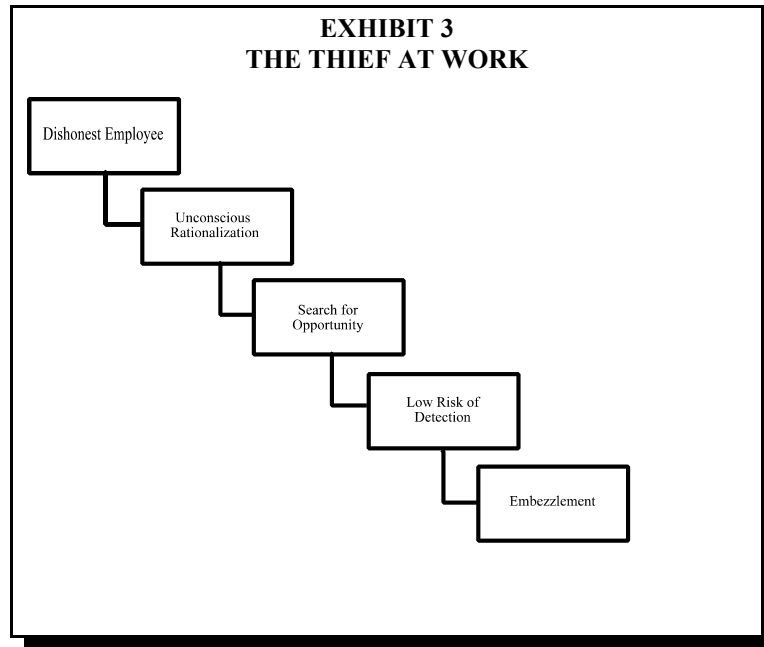 EXHIBIT 3
THE THIEF AT WORK
Dishonest Employee
Unconscious
Rationalization
Search for
Opportunity
Low Risk of
Detection
Embezzlement